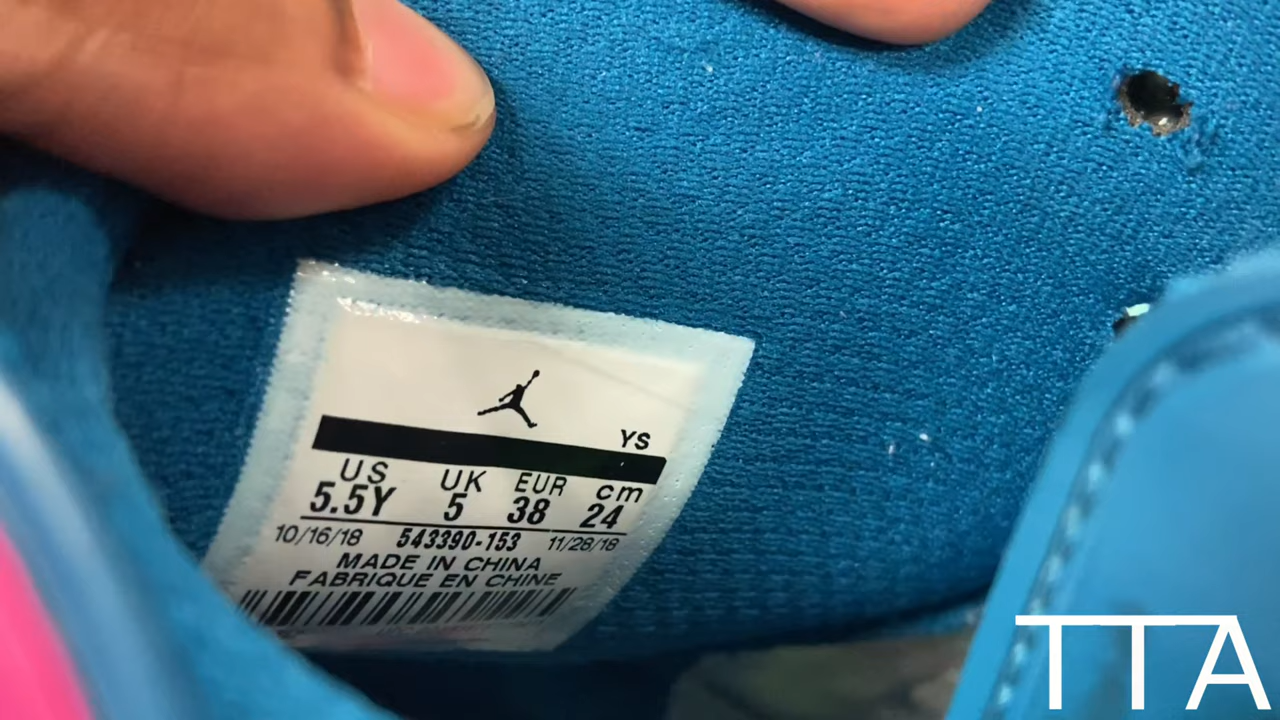 YS
US UK EUR cm
5.5Y 5 38 24
10/16/18 543390-153 11/28/18
MADE IN CHINA
FABRIQUE EN CHINE
TTA